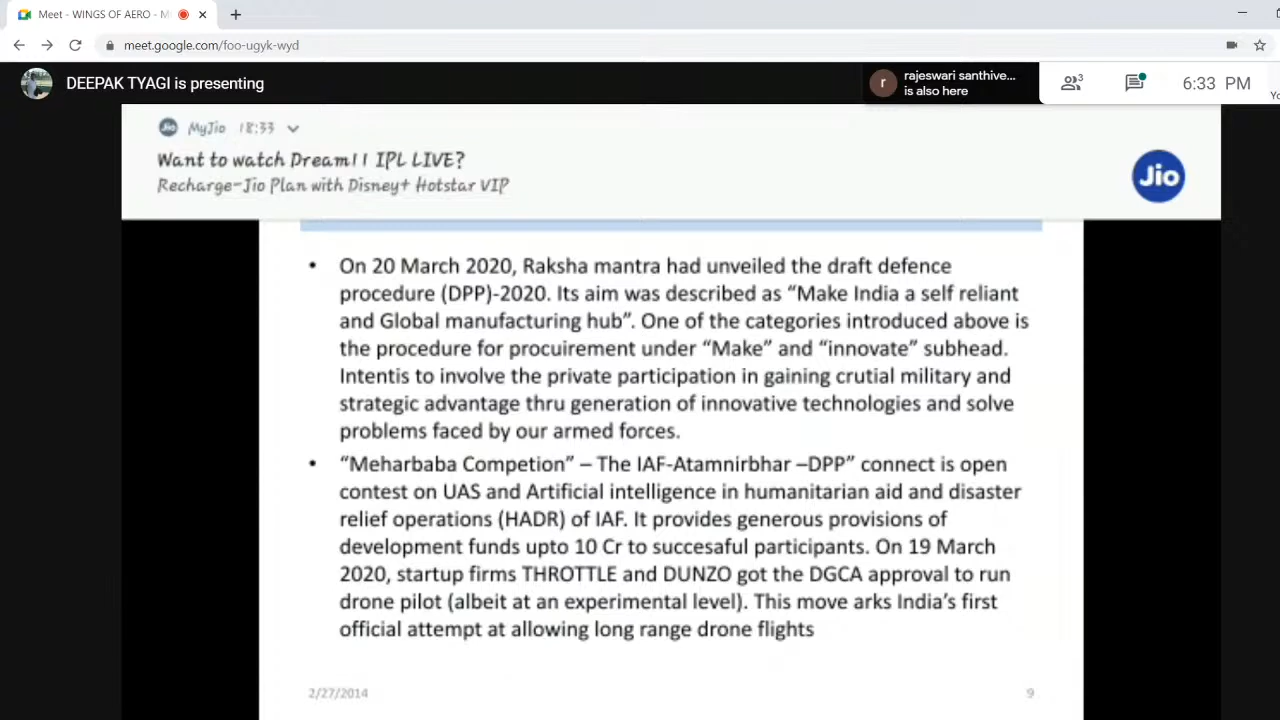 Meet - WINGS OF AERO - M
meet.google.com/foo-ugyk-wyd
DEEPAK TYAGI is presenting
r
rajeswari santhive...
is also here
3
6:33 PM
Yo
Jio MyJio 18:33
Want to watch Dream11 IPL LIVE?
Recharge-Jio Plan with Disney+ Hotstar VIP
Jio
• On 20 March 2020, Raksha mantra had unveiled the draft defence
procedure (DPP)-2020. Its aim was described as “Make India a self reliant
and Global manufacturing hub”. One of the categories introduced above is
the procedure for procuirement under “Make” and “innovate” subhead.
Intentis to involve the private participation in gaining crutial military and
strategic advantage thru generation of innovative technologies and solve
problems faced by our armed forces.
• “Meharbaba Competion” – The IAF-Atamnirbhar –DPP” connect is open
contest on UAS and Artificial intelligence in humanitarian aid and disaster
relief operations (HADR) of IAF. It provides generous provisions of
development funds upto 10 Cr to succesaful participants. On 19 March
2020, startup firms THROTTLE and DUNZO got the DGCA approval to run
drone pilot (albeit at an experimental level). This move arks India’s first
official attempt at allowing long range drone flights
2/27/2014
9